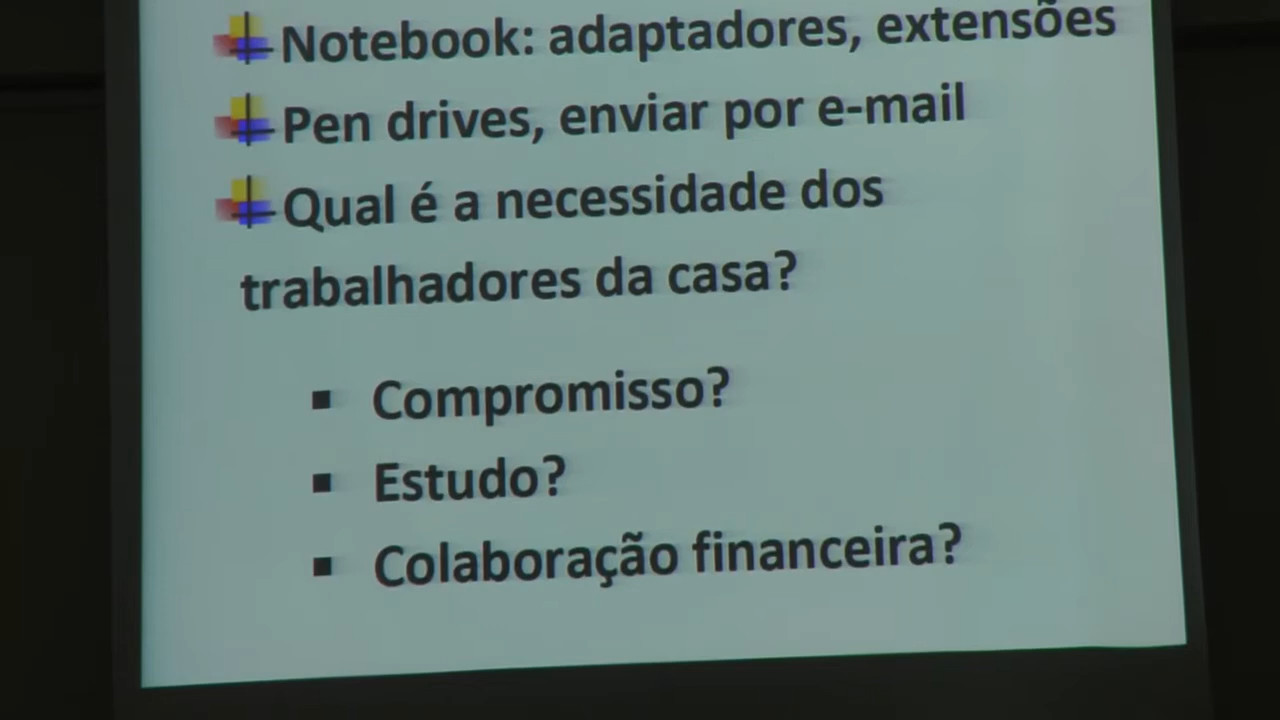 Notebook: adaptadores, extensões
Pen drives, enviar por e-mail
Qual é a necessidade dos
trabalhadores da casa?
Compromisso?
Estudo?
Colaboração financeira?